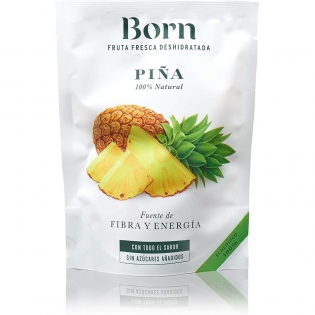 Born
FRUTA FRESCA DESHIDRATADA
PIÑA
100% Natural
Fuente de
FIBRA Y ENERGÍA
CON TODO EL SABOR
SIN AZÚCARES AÑADIDOS